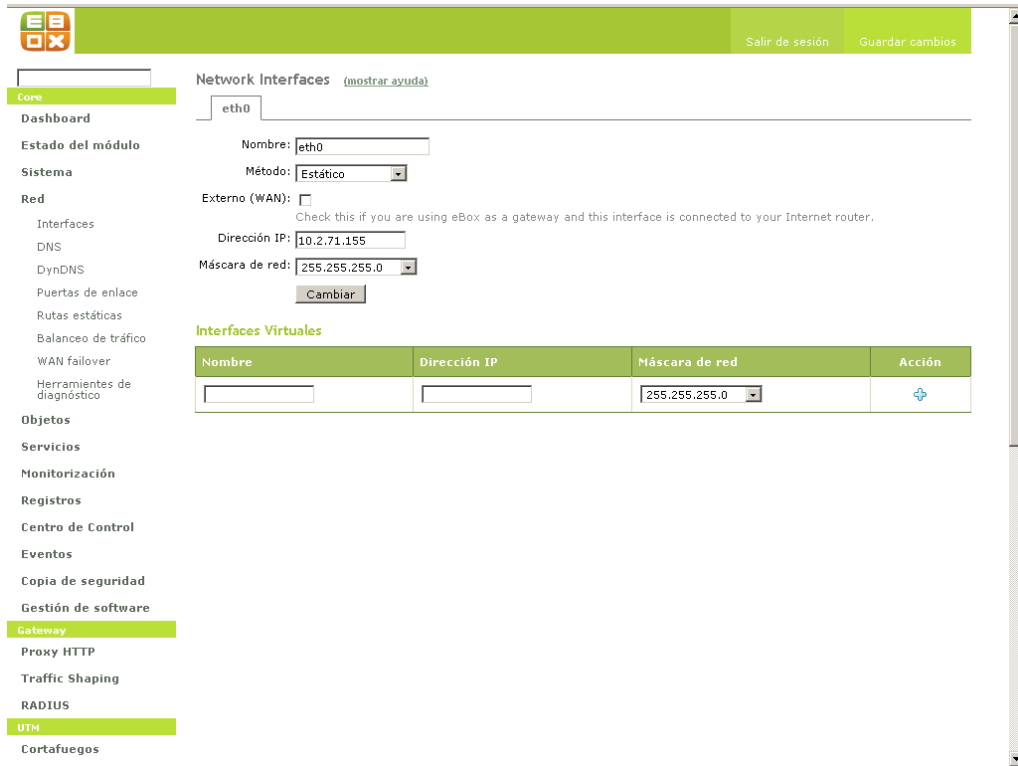 EBOX
Salir de sesión
Guardar cambios
Core
Dashboard
Estado del módulo
Sistema
Red
Interfaces
DNS
DynDNS
Puertas de enlace
Rutas estáticas
Balanceo de tráfico
WAN failover
Herramientes de
diagnóstico
Objetos
Servicios
Monitorización
Registros
Centro de Control
Eventos
Copia de seguridad
Gestión de software
Gateway
Proxy HTTP
Traffic Shaping
RADIUS
UTM
Cortafuegos
Network Interfaces (mostrar ayuda)
eth0
Nombre: eth0
Método: Estático
Externo (WAN):
Check this if you are using eBox as a gateway and this interface is connected to your Internet router.
Dirección IP: 10.2.71.155
Máscara de red: 255.255.255.0
Cambiar
Interfaces Virtuales
Nombre Dirección IP Máscara de red Acción
255.255.255.0